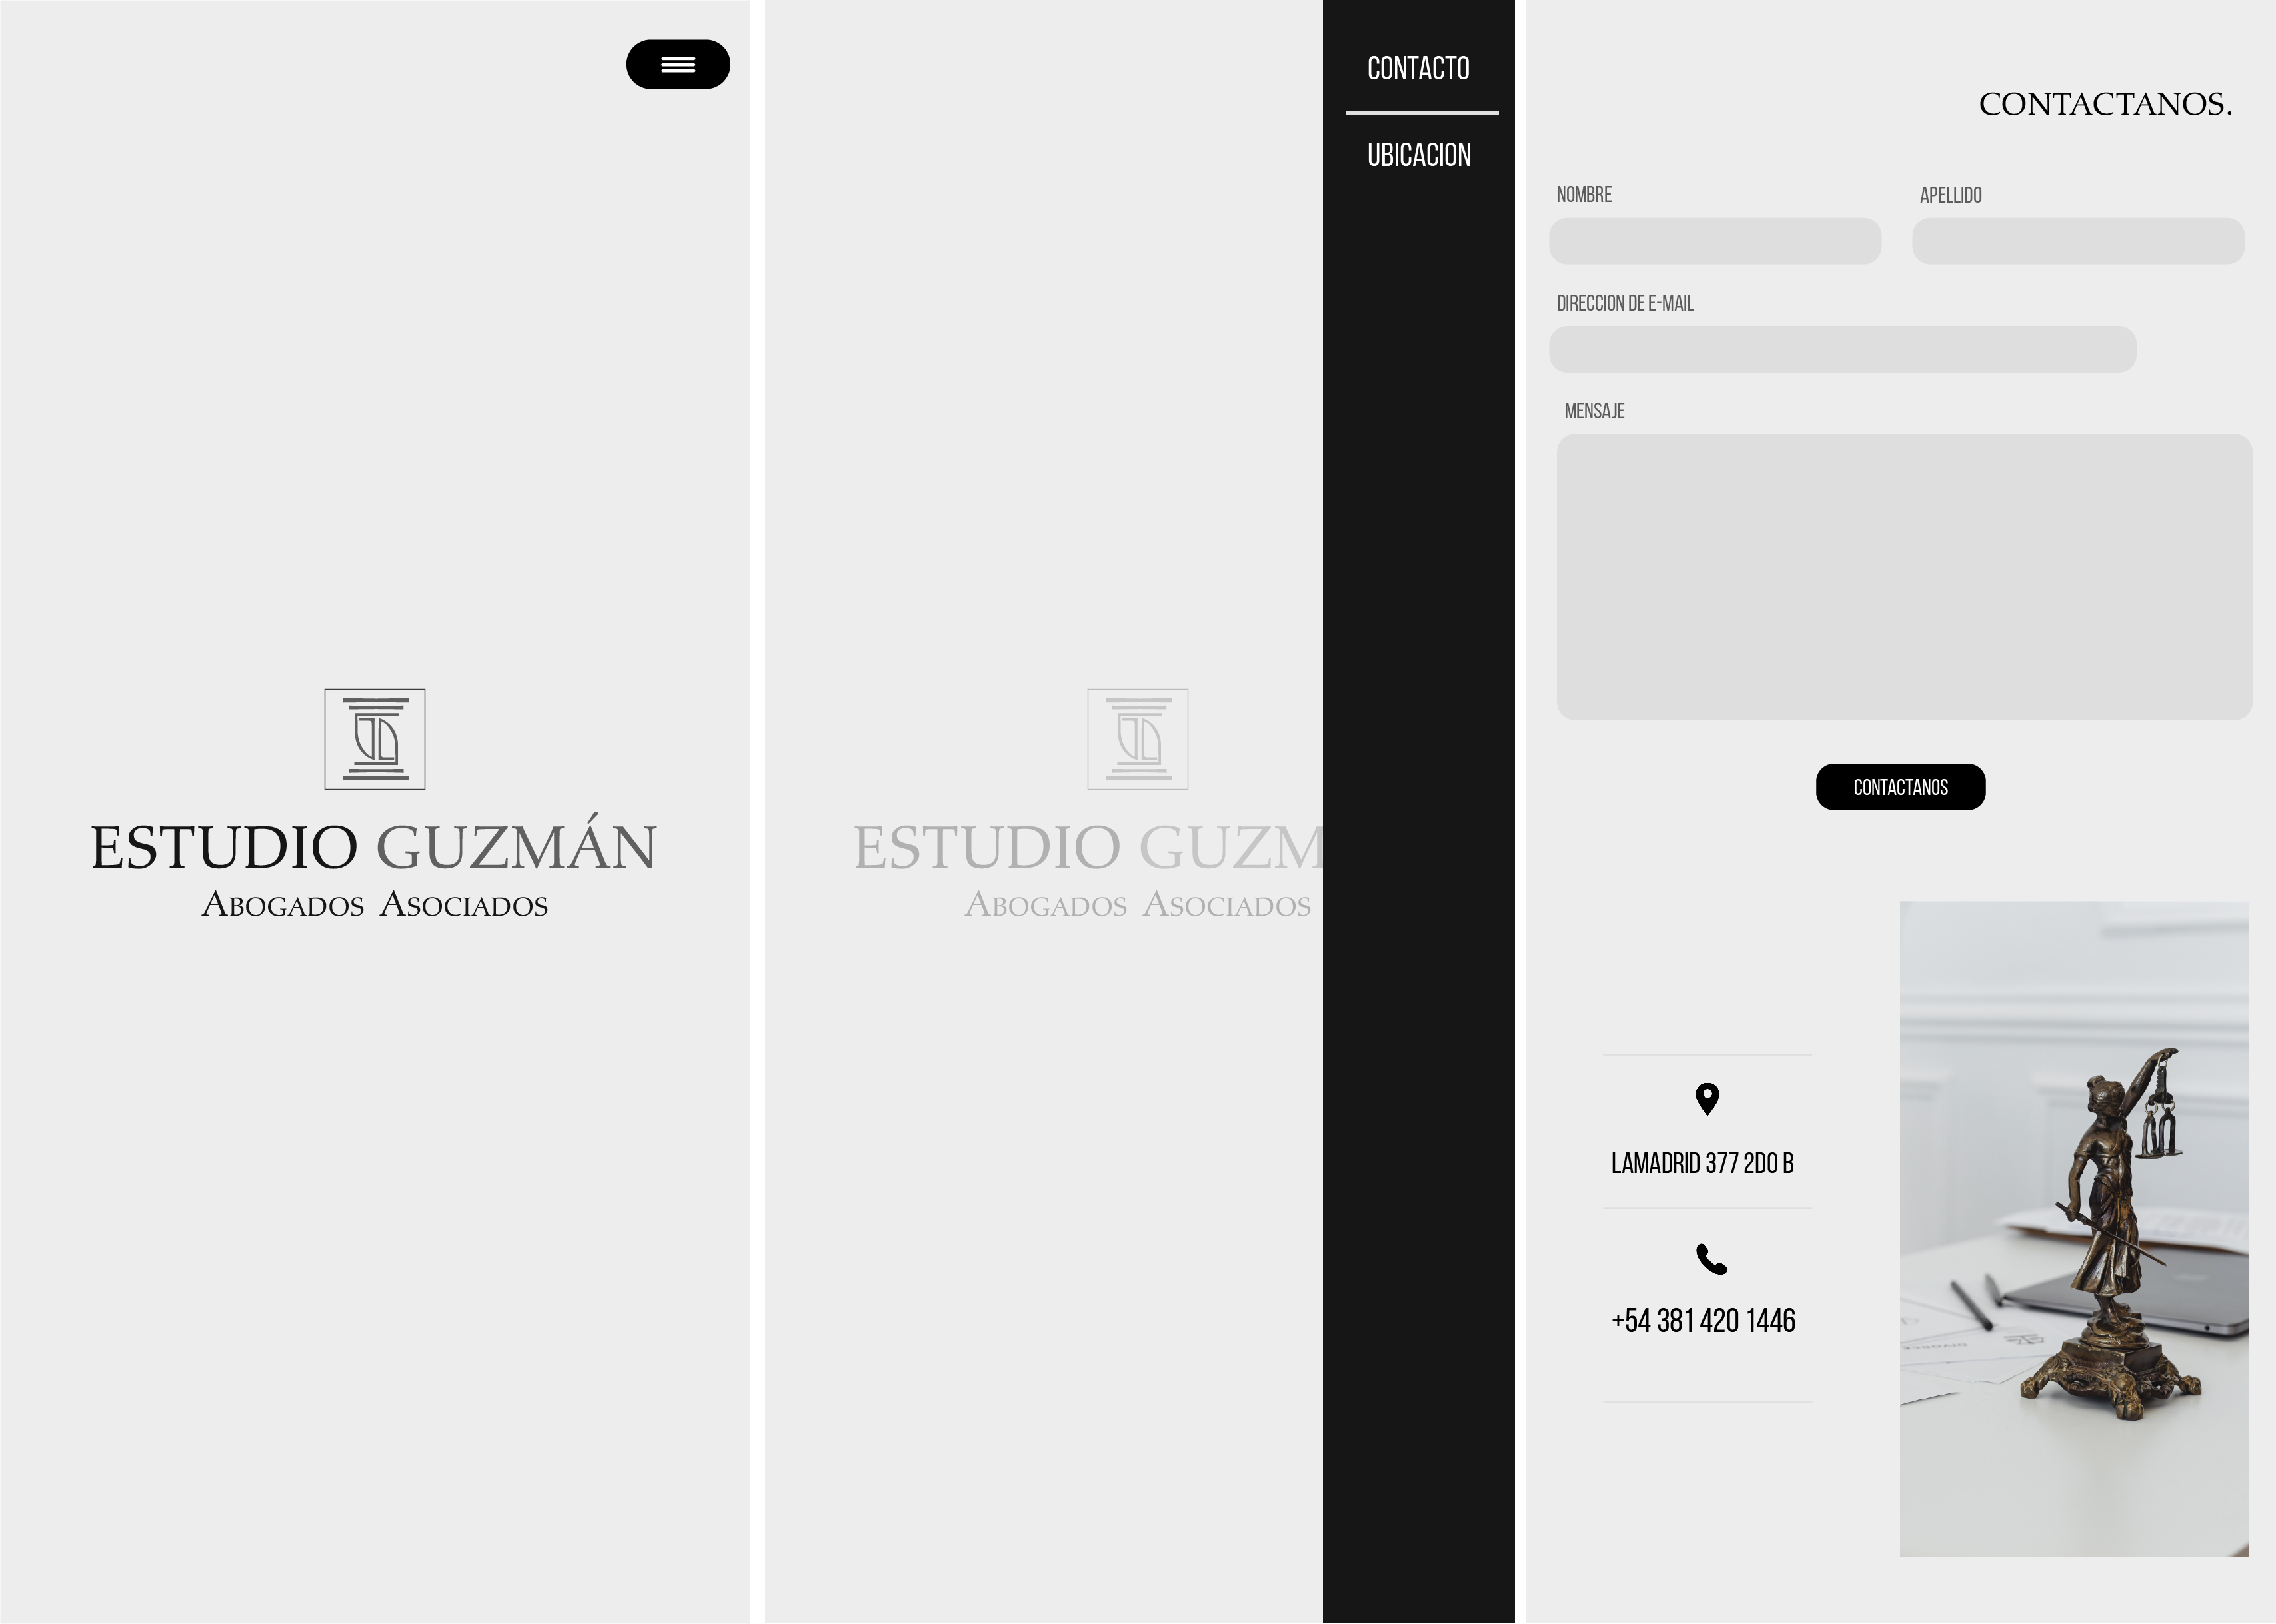 ESTUDIO GUZMÁN
ABOGADOS ASOCIADOS
CONTACTO
UBICACION
ESTUDIO GUZM
ABOGADOS ASOCIADOS
CONTACTANOS.
NOMBRE
APELLIDO
DIRECCION DE E-MAIL
MENSAJE
CONTACTANOS
LAMADRID 377 2DO B
+54 381 420 1446